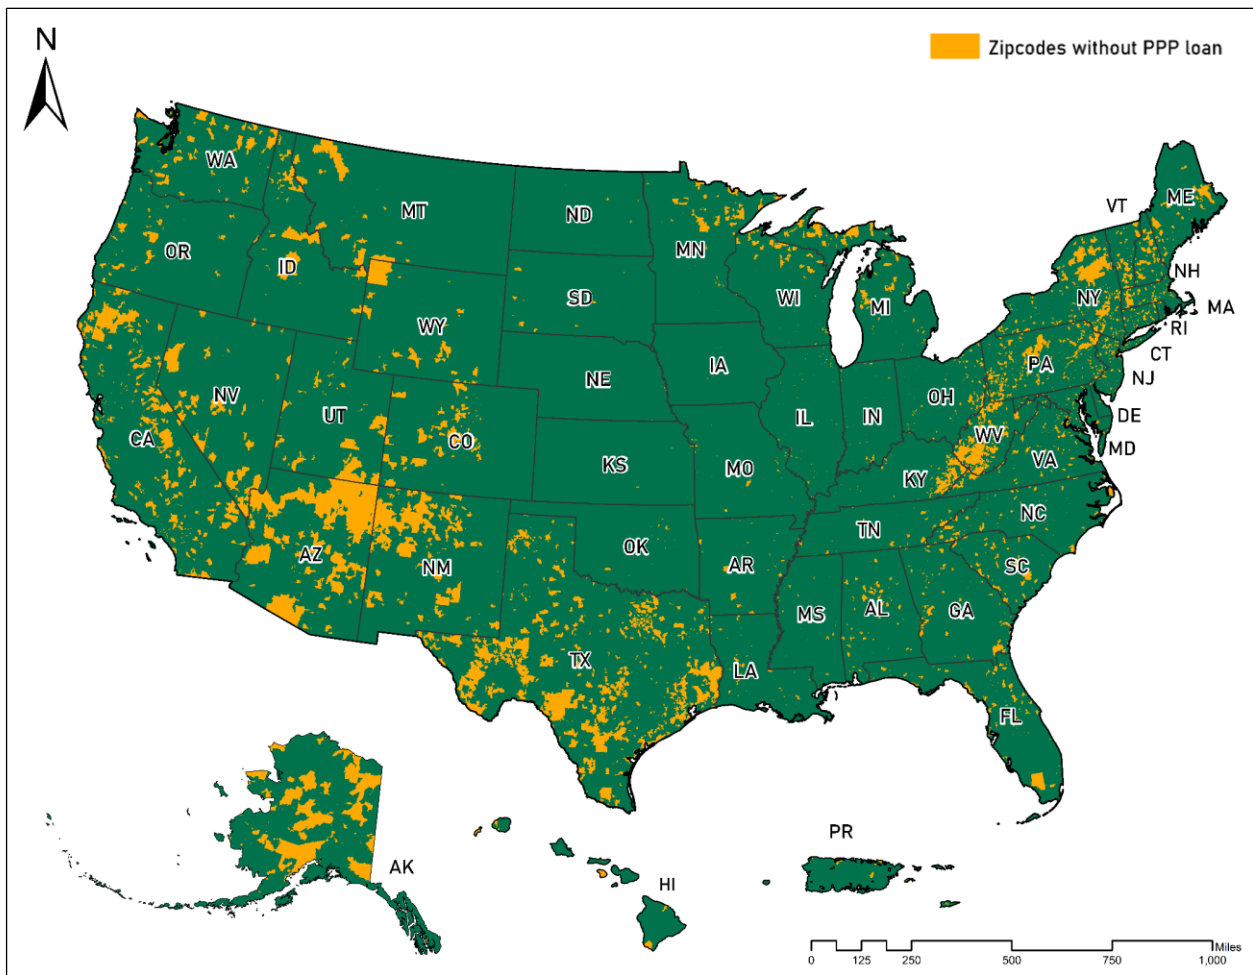 N
Zipcodes without PPP loan
WA
MT
ND
MN
ME
VT
OR
ID
SD
WI
MI
NY
NH
MA
WY
RI
CT
IA
NE
PA
NJ
NV
UT
CO
IL
IN
OH
DE
CA
KS
MO
WV
MD
KY
VA
TN
NC
AZ
NM
OK
AR
SC
MS
AL
GA
TX
LA
FL
PR
AK
HI
Miles
0 125 250 500 750 1,000